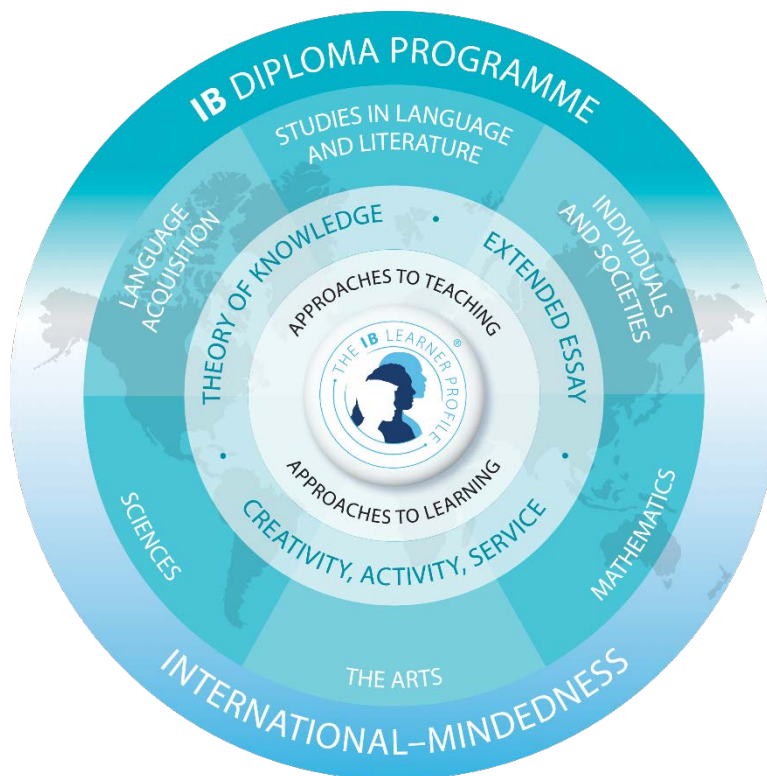 IB DIPLOMA PROGRAMME
STUDIES IN LANGUAGE
AND LITERATURE
LANGUAGE
ACQUISITION
INDIVIDUALS
AND SOCIETIES
THEORY OF KNOWLEDGE
•
EXTENDED ESSAY
•
APPROACHES TO TEACHING
THE IB LEARNER PROFILE
®
APPROACHES TO LEARNING
•
CREATIVITY, ACTIVITY, SERVICE
SCIENCES
MATHEMATICS
THE ARTS
INTERNATIONAL–MINDEDNESS